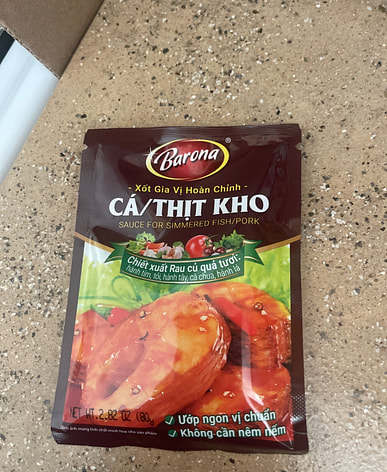 Barona®
- Xốt Gia Vị Hoàn Chỉnh -
CÁ/THỊT KHO
SAUCE FOR SIMMERED FISH/PORK
Chiết xuất Rau củ quả tươi:
hành tím, tỏi, hành tây, cà chua, hành lá
✓ Ướp ngon vị chuẩn
NET WT 2.82 OZ (80g
✓ Không cần nêm nếm